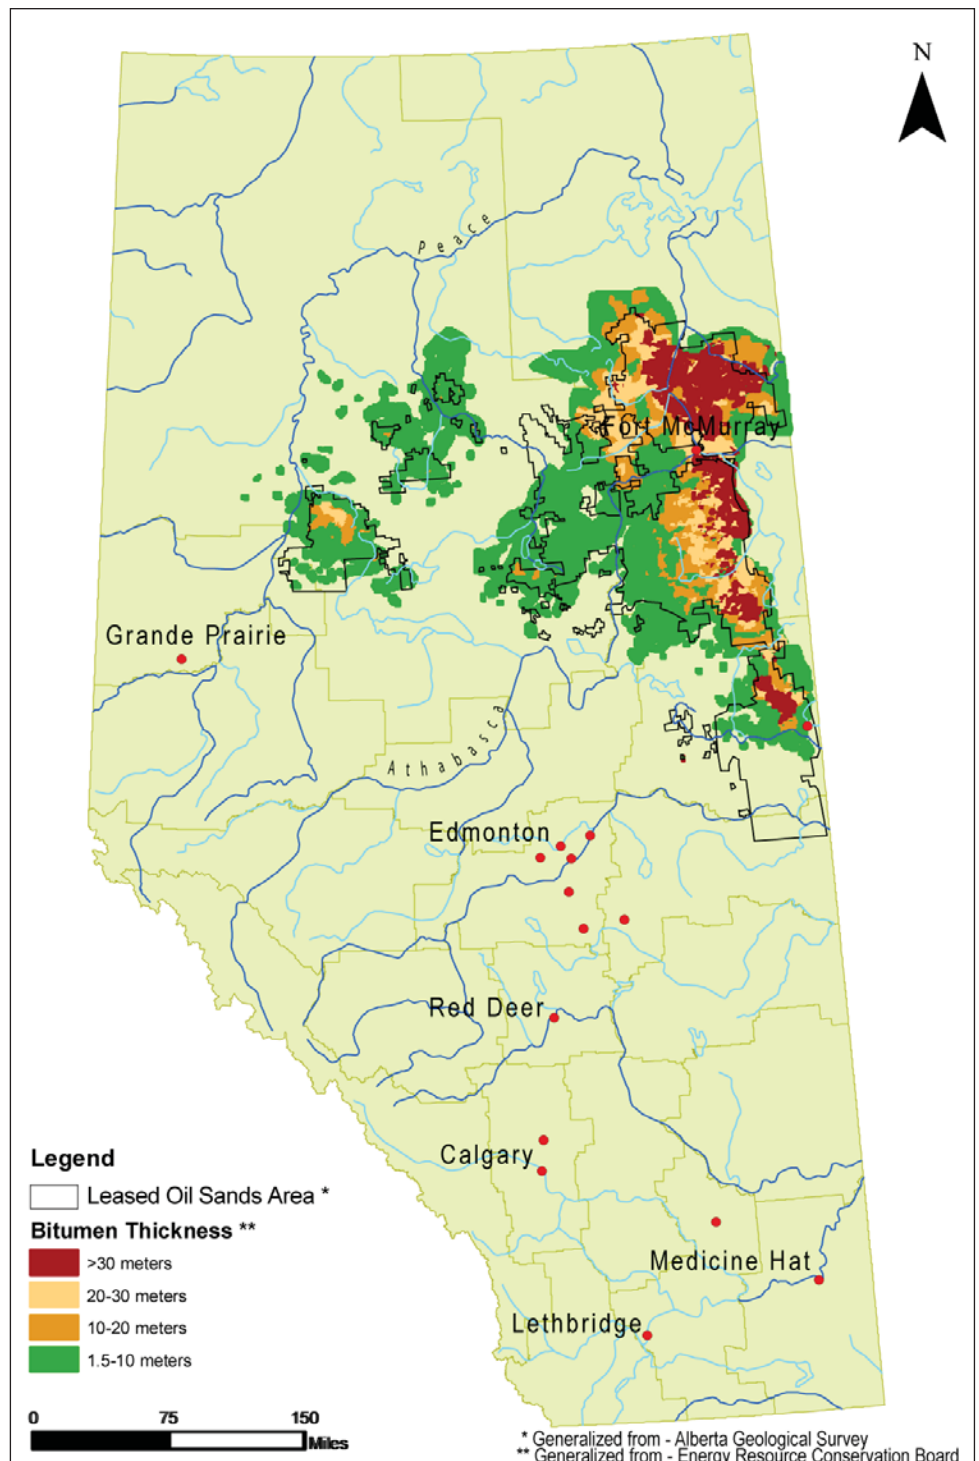 N
Peace
Fort McMurray
Grande Prairie
Athabasca
Edmonton
Red Deer
Calgary
Medicine Hat
Lethbridge
Legend
Leased Oil Sands Area *
Bitumen Thickness **
>30 meters
20-30 meters
10-20 meters
1.5-10 meters
0 75 150
Miles
* Generalized from - Alberta Geological Survey
** Generalized from - Energy Resource Conservation Board